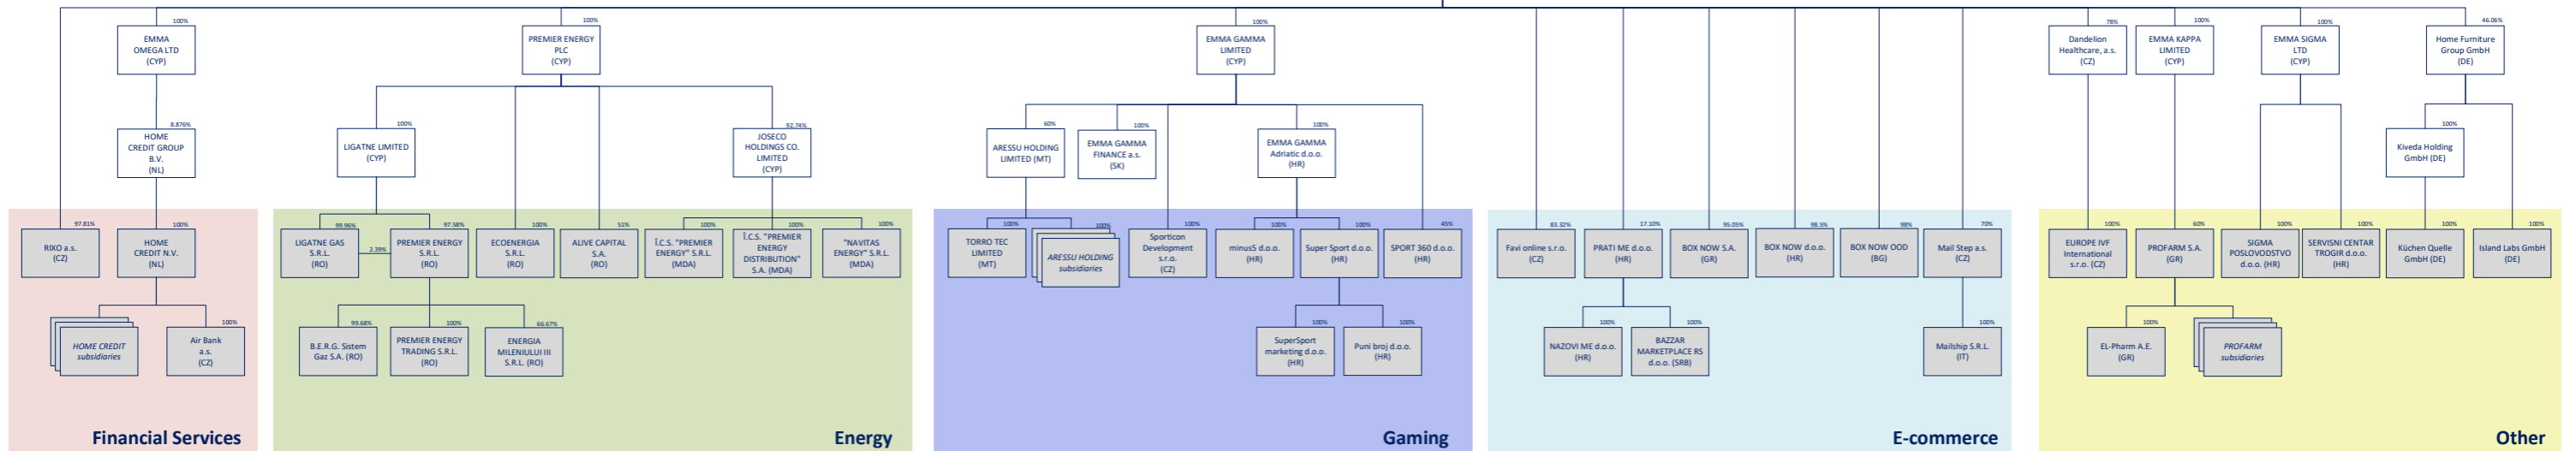 100%
EMMA
OMEGA LTD
(CYP)
100%
PREMIER ENERGY
PLC
(CYP)
100%
EMMA GAMMA
LIMITED
(CYP)
78%
Dandelion
Healthcare, a.s.
(CZ)
100%
EMMA KAPPA
LIMITED
(CYP)
100%
EMMA SIGMA
LTD
(CYP)
46.06%
Home Furniture
Group GmbH
(DE)
8.876%
HOME
CREDIT GROUP
B.V.
(NL)
100%
LIGATNE LIMITED
(CYP)
92.74%
JOSECO
HOLDINGS CO.
LIMITED
(CYP)
60%
ARESSU HOLDING
LIMITED (MT)
100%
EMMA GAMMA
FINANCE a.s.
(SK)
100%
EMMA GAMMA
Adriatic d.o.o.
(HR)
100%
Kiveda Holding
GmbH (DE)
97.81%
RIXO a.s.
(CZ)
100%
HOME
CREDIT N.V.
(NL)
99.96%
LIGATNE GAS
S.R.L.
(RO)
2.39%
97.58%
PREMIER ENERGY
S.R.L.
(RO)
100%
ECOENERGIA
S.R.L.
(RO)
51%
ALIVE CAPITAL
S.A.
(RO)
100%
Î.C.S. "PREMIER
ENERGY" S.R.L.
(MDA)
100%
Î.C.S. "PREMIER
ENERGY
DISTRIBUTION"
S.A. (MDA)
100%
"NAVITAS
ENERGY" S.R.L.
(MDA)
100%
TORRO TEC
LIMITED
(MT)
100%
ARESSU HOLDING
subsidiaries
100%
Sporticon
Development
s.r.o.
(CZ)
100%
minus5 d.o.o.
(HR)
100%
Super Sport d.o.o.
(HR)
45%
SPORT 360 d.o.o.
(HR)
83.32%
Favi online s.r.o.
(CZ)
17.10%
PRATI ME d.o.o.
(HR)
95.05%
BOX NOW S.A.
(GR)
98.5%
BOX NOW d.o.o.
(HR)
98%
BOX NOW OOD
(BG)
70%
Mail Step a.s.
(CZ)
100%
EUROPE IVF
International
s.r.o. (CZ)
60%
PROFARM S.A.
(GR)
100%
SIGMA
POSLOVODSTVO
d.o.o. (HR)
100%
SERVISNI CENTAR
TROGIR d.o.o.
(HR)
100%
Küchen Quelle
GmbH (DE)
100%
Island Labs GmbH
(DE)
HOME CREDIT
subsidiaries
100%
Air Bank
a.s.
(CZ)
99.68%
B.E.R.G. Sistem
Gaz S.A. (RO)
100%
PREMIER ENERGY
TRADING S.R.L.
(RO)
66.67%
ENERGIA
MILENIULUI III
S.R.L. (RO)
100%
SuperSport
marketing d.o.o.
(HR)
100%
Puni broj d.o.o.
(HR)
100%
NAZOVI ME d.o.o.
(HR)
100%
BAZZAR
MARKETPLACE RS
d.o.o. (SRB)
100%
Mailship S.R.L.
(IT)
100%
EL-Pharm A.E.
(GR)
PROFARM
subsidiaries
Financial Services
Energy
Gaming
E-commerce
Other